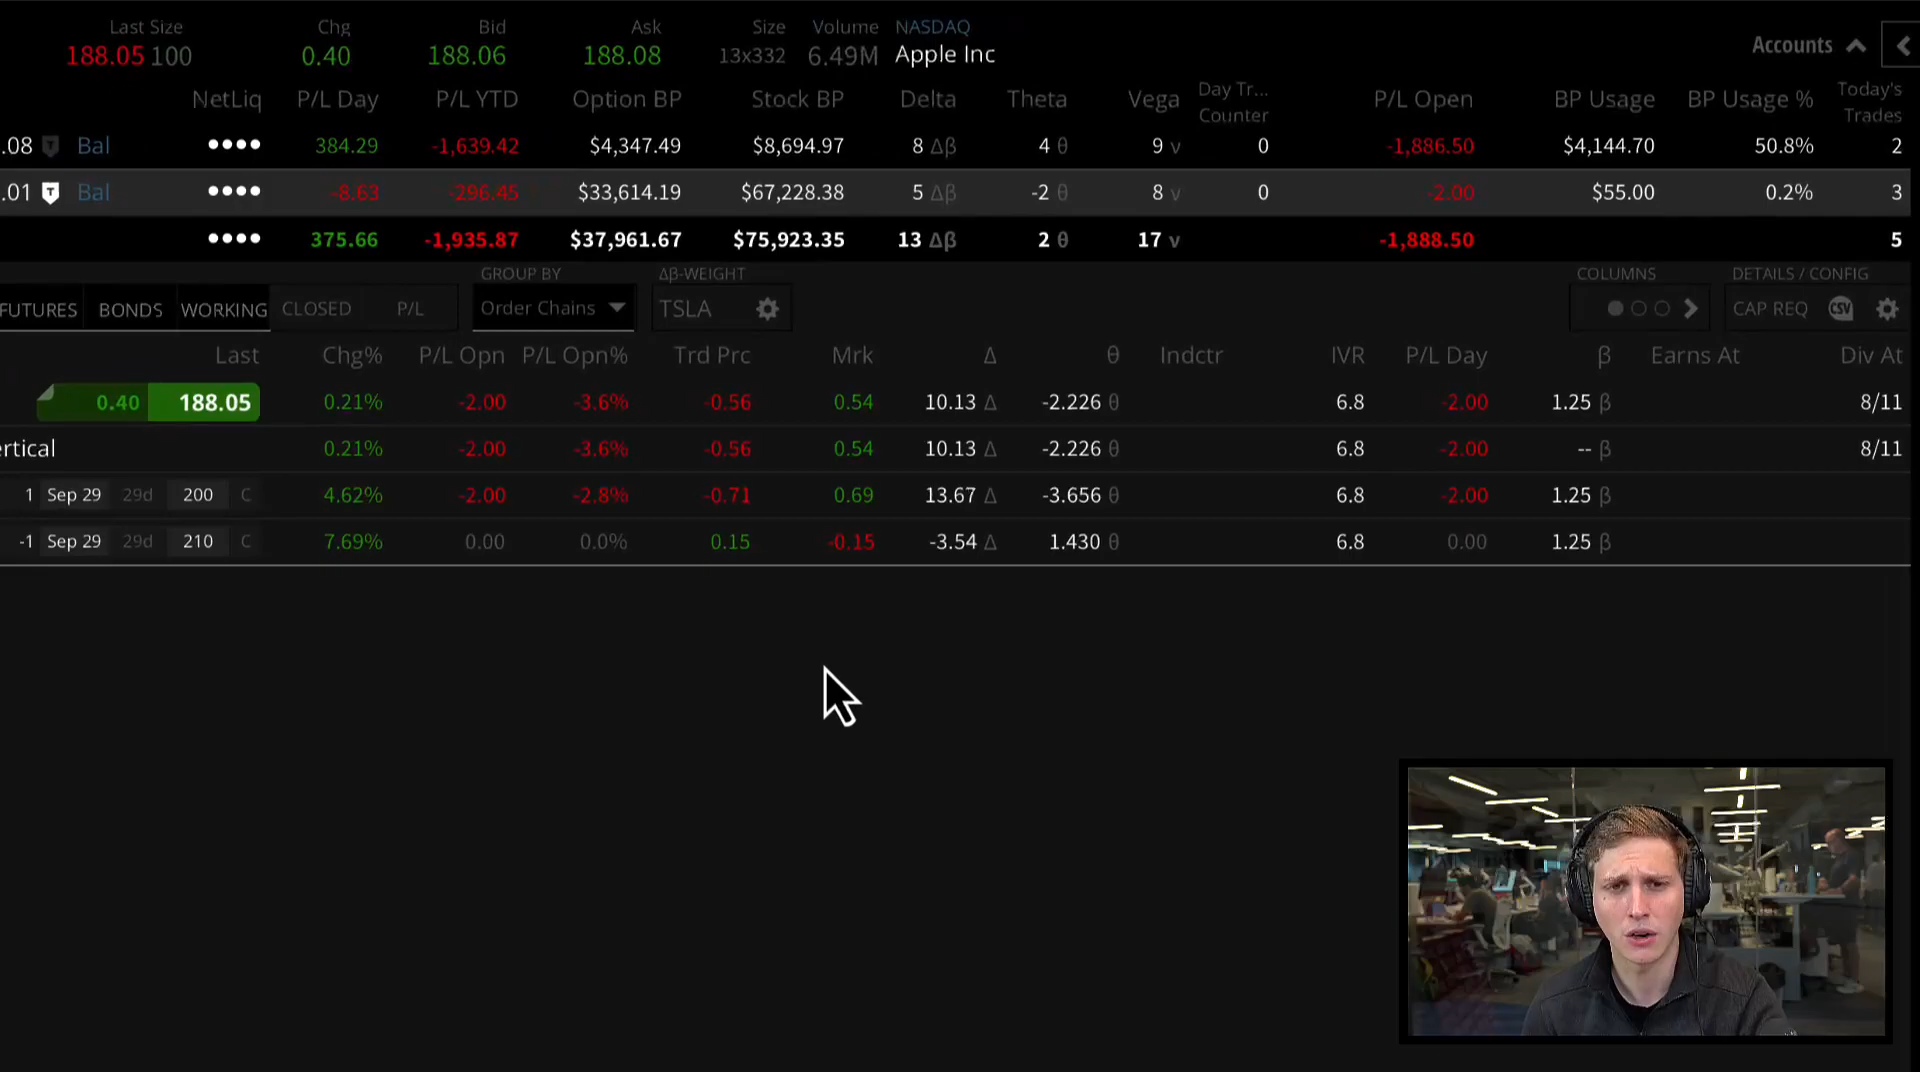 Last Size Chg Bid Ask Size Volume NASDAQ
188.05 100 0.40 188.06 188.08 13x332 6.49M Apple Inc Accounts
NetLiq P/L Day P/L YTD Option BP Stock BP Delta Theta Vega Day Tr... Counter P/L Open BP Usage BP Usage % Today's Trades
.08 T Bal •••• 384.29 -1,639.42 $4,347.49 $8,694.97 8 Δβ 4 θ 9 v 0 -1,886.50 $4,144.70 50.8% 2
.01 T Bal •••• -8.63 -296.45 $33,614.19 $67,228.38 5 Δβ -2 θ 8 v 0 -2.00 $55.00 0.2% 3
•••• 375.66 -1,935.87 $37,961.67 $75,923.35 13 Δβ 2 θ 17 v -1,888.50 5
GROUP BY Δβ-WEIGHT COLUMNS DETAILS / CONFIG
FUTURES BONDS WORKING CLOSED P/L Order Chains TSLA CAP REQ CSV
Last Chg% P/L Opn P/L Opn% Trd Prc Mrk Δ θ Indctr IVR P/L Day β Earns At Div At
0.40 188.05 0.21% -2.00 -3.6% -0.56 0.54 10.13 Δ -2.226 θ 6.8 -2.00 1.25 β 8/11
ertical 0.21% -2.00 -3.6% -0.56 0.54 10.13 Δ -2.226 θ 6.8 -2.00 -- β 8/11
1 Sep 29 29d 200 C 4.62% -2.00 -2.8% -0.71 0.69 13.67 Δ -3.656 θ 6.8 -2.00 1.25 β
-1 Sep 29 29d 210 C 7.69% 0.00 0.0% 0.15 -0.15 -3.54 Δ 1.430 θ 6.8 0.00 1.25 β